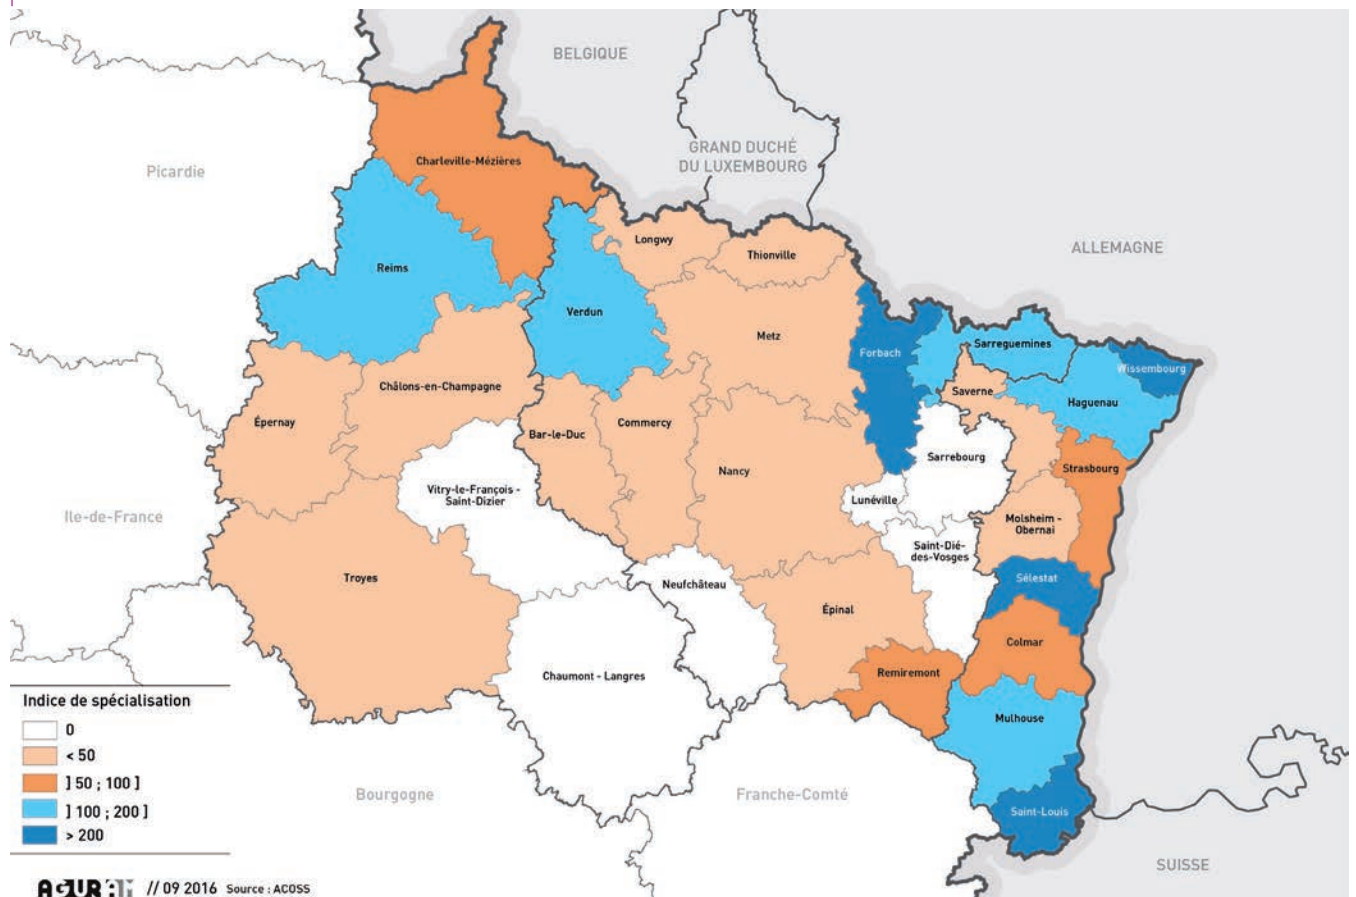 BELGIQUE
GRAND DUCHÉ
DU LUXEMBOURG
Picardie
Charleville-Mézières
ALLEMAGNE
Longwy
Thionville
Reims
Verdun
Metz
Forbach
Sarreguemines
Wissembourg
Châlons-en-Champagne
Saverne
Haguenau
Épernay
Commercy
Bar-le-Duc
Sarrebourg
Strasbourg
Nancy
Vitry-le-François -
Saint-Dizier
Lunéville
Ile-de-France
Molsheim -
Obernai
Saint-Dié-
des-Vosges
Troyes
Neufchâteau
Sélestat
Épinal
Colmar
Chaumont - Langres
Remiremont
Mulhouse
Indice de spécialisation
0
< 50
] 50 ; 100 ]
] 100 ; 200 ]
> 200
Bourgogne
Franche-Comté
Saint-Louis
SUISSE
AGUR // 09 2016 Source : ACOSS